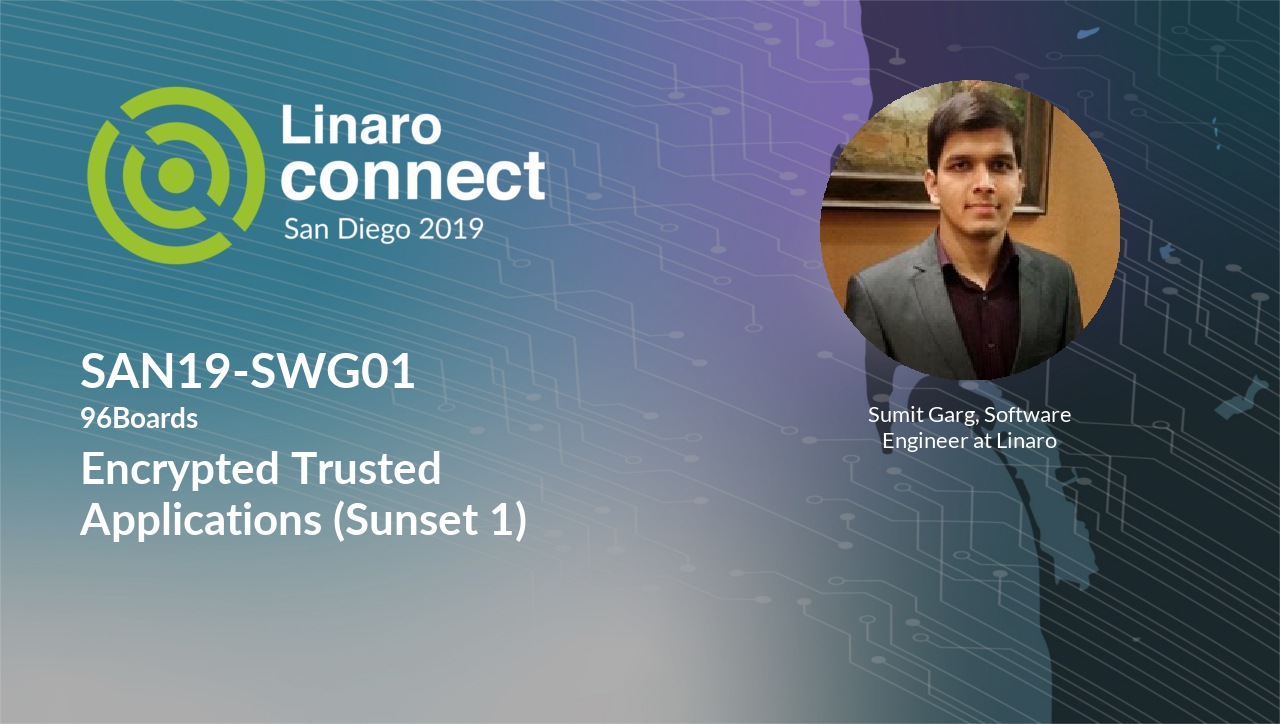 Linaro
connect
San Diego 2019
SAN19-SWG01
96Boards
Encrypted Trusted
Applications (Sunset 1)
Sumit Garg, Software
Engineer at Linaro